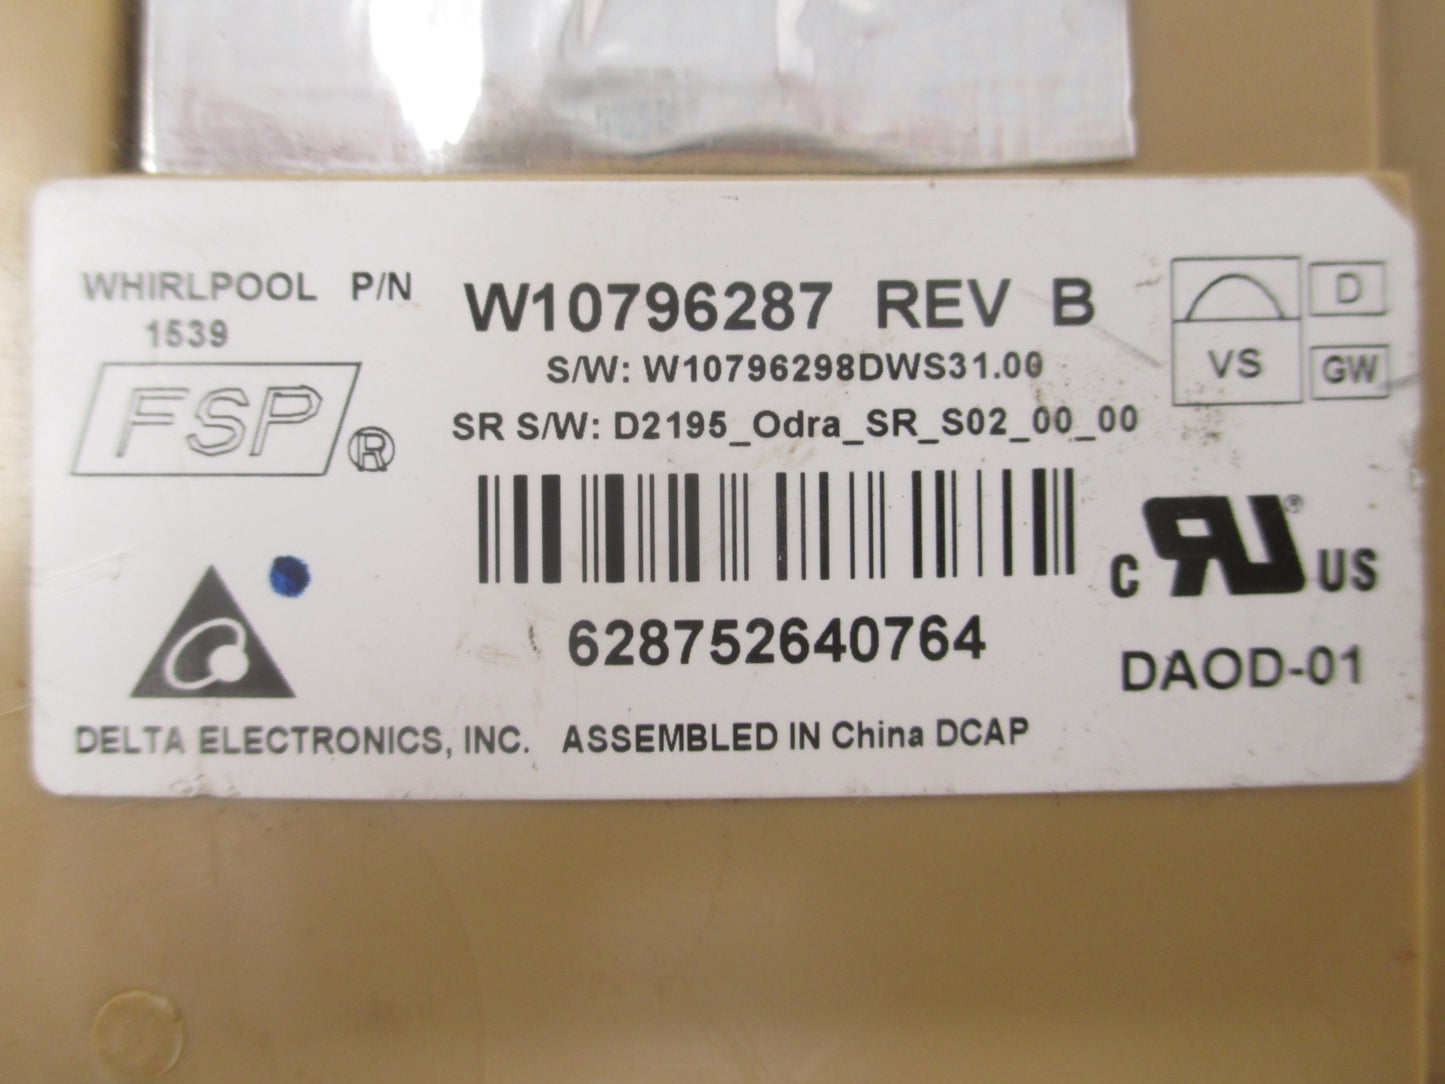 WHIRLPOOL P/N W10796287 REV B
1539
S/W: W10796298DWS31.00
SR S/W: D2195_Odra_SR_S02_00_00
FSP®
D
VS
GW
628752640764
C UR® US
DAOD-01
DELTA ELECTRONICS, INC. ASSEMBLED IN China DCAP